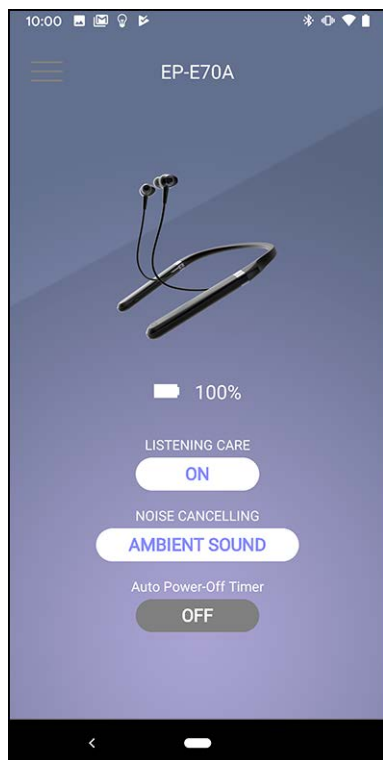 10:00
EP-E70A
100%
LISTENING CARE
ON
NOISE CANCELLING
AMBIENT SOUND
Auto Power-Off Timer
OFF